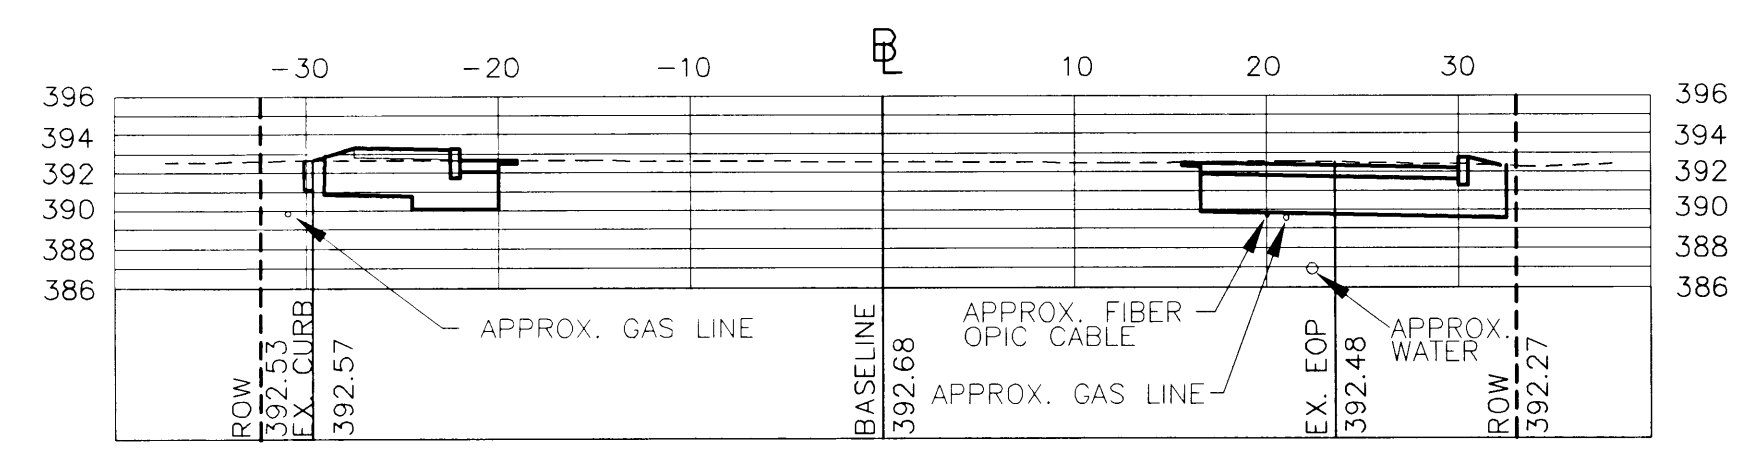 BL
-30 -20 -10 10 20 30
396 396
394 394
392 392
390 390
388 388
386 386
APPROX. GAS LINE
APPROX. FIBER
OPIC CABLE
APPROX. GAS LINE
APPROX.
WATER
ROW
392.53
EX. CURB
392.57
BASELINE
392.68
EX. EOP
392.48
ROW
392.27